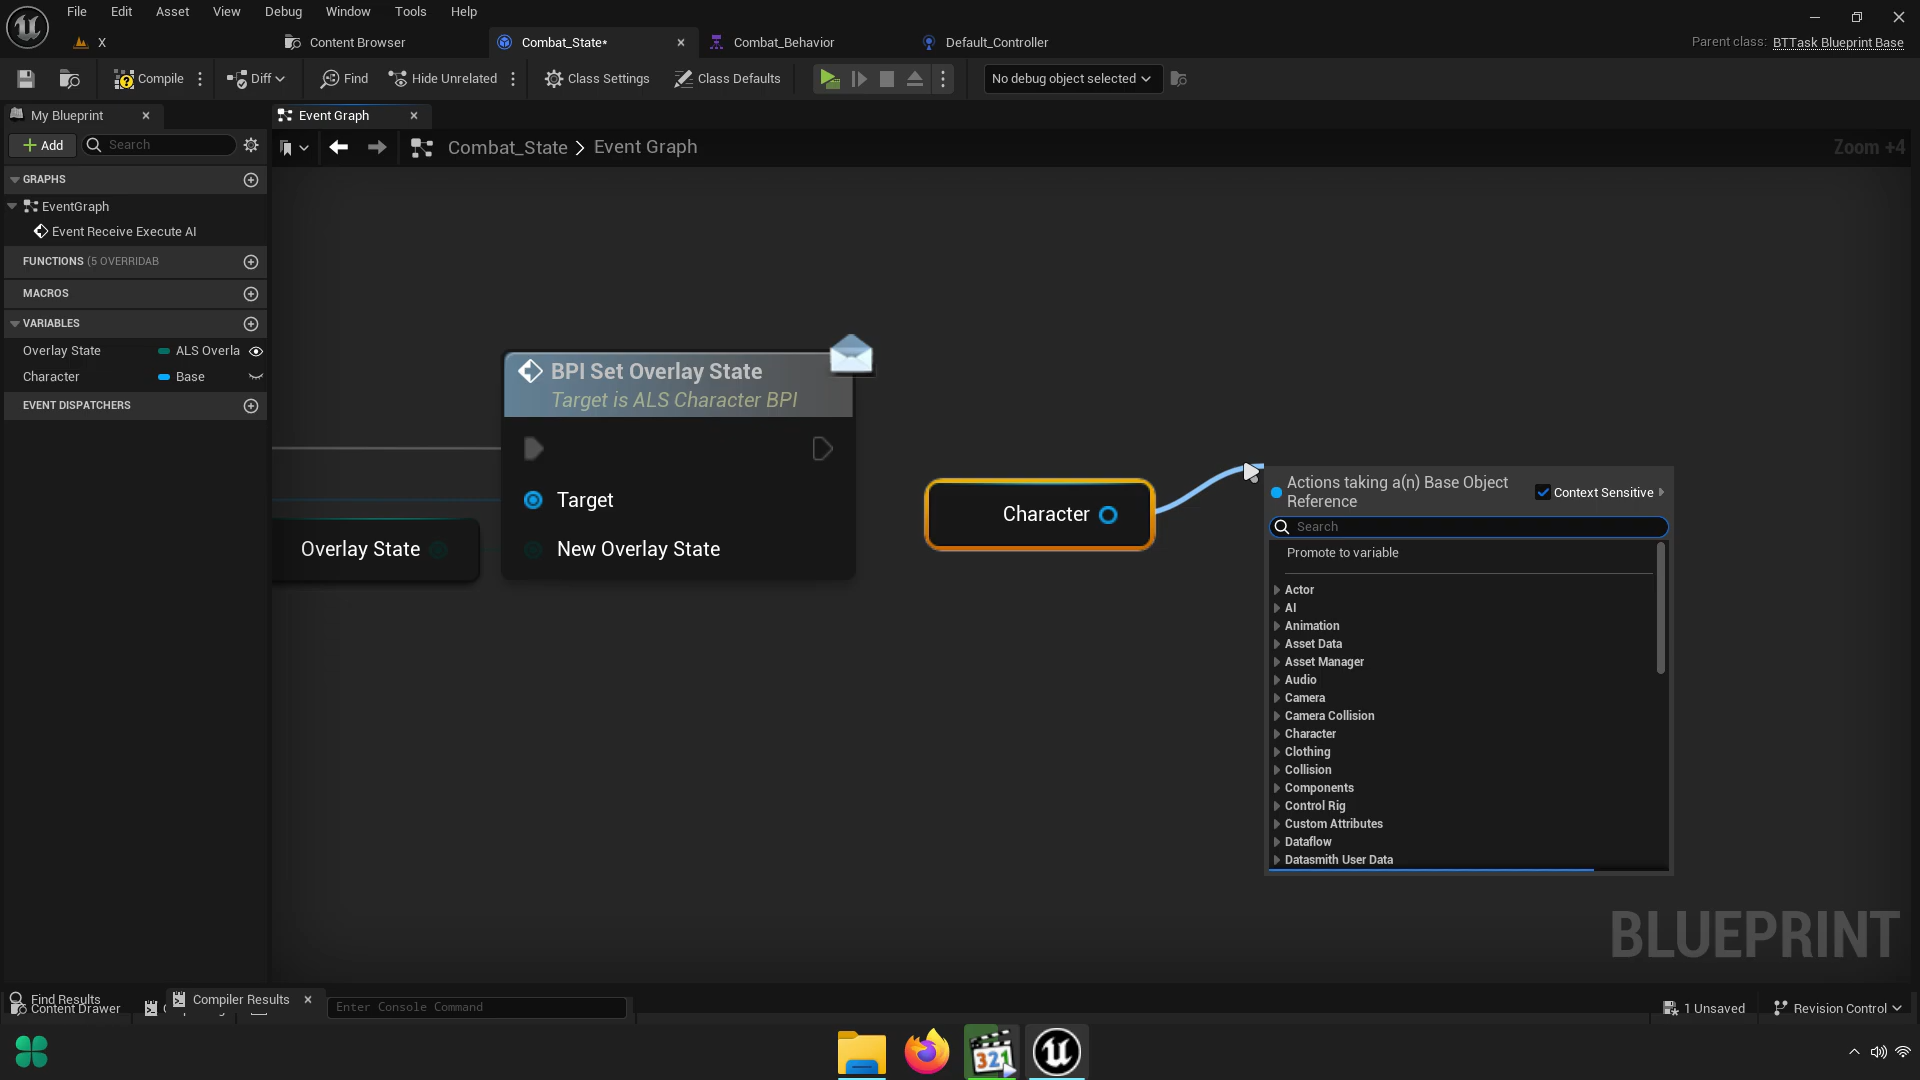 File Edit Asset View Debug Window Tools Help
X Content Browser Combat_State* Combat_Behavior Default_Controller Parent class: BTTask Blueprint Base
Compile Diff Find Hide Unrelated Class Settings Class Defaults No debug object selected
My Blueprint Event Graph
Add Search Combat_State > Event Graph Zoom +4
GRAPHS
EventGraph
Event Receive Execute AI
FUNCTIONS (5 OVERRIDAB
MACROS
VARIABLES
Overlay State ALS Overla
Character Base
EVENT DISPATCHERS
BPI Set Overlay State
Target is ALS Character BPI
Target
New Overlay State
Overlay State
Character
Actions taking a(n) Base Object
Reference
Context Sensitive
Search
Promote to variable
Actor
AI
Animation
Asset Data
Asset Manager
Audio
Camera
Camera Collision
Character
Clothing
Collision
Components
Control Rig
Custom Attributes
Dataflow
Datasmith User Data
BLUEPRINT
Find Results Compiler Results
Content Drawer Enter Console Command 1 Unsaved Revision Control
321